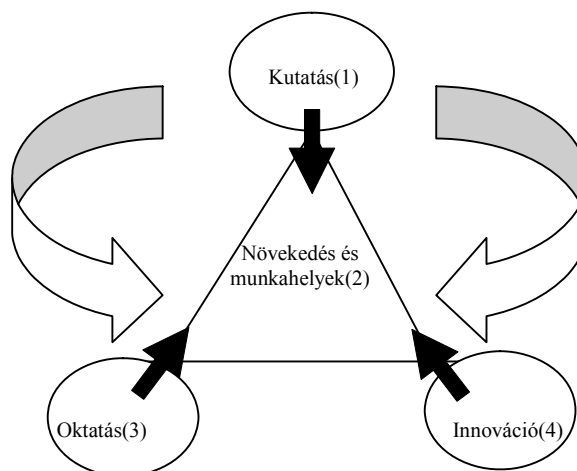 Kutatás(1)
Növekedés és
munkahelyek(2)
Oktatás(3)
Innováció(4)